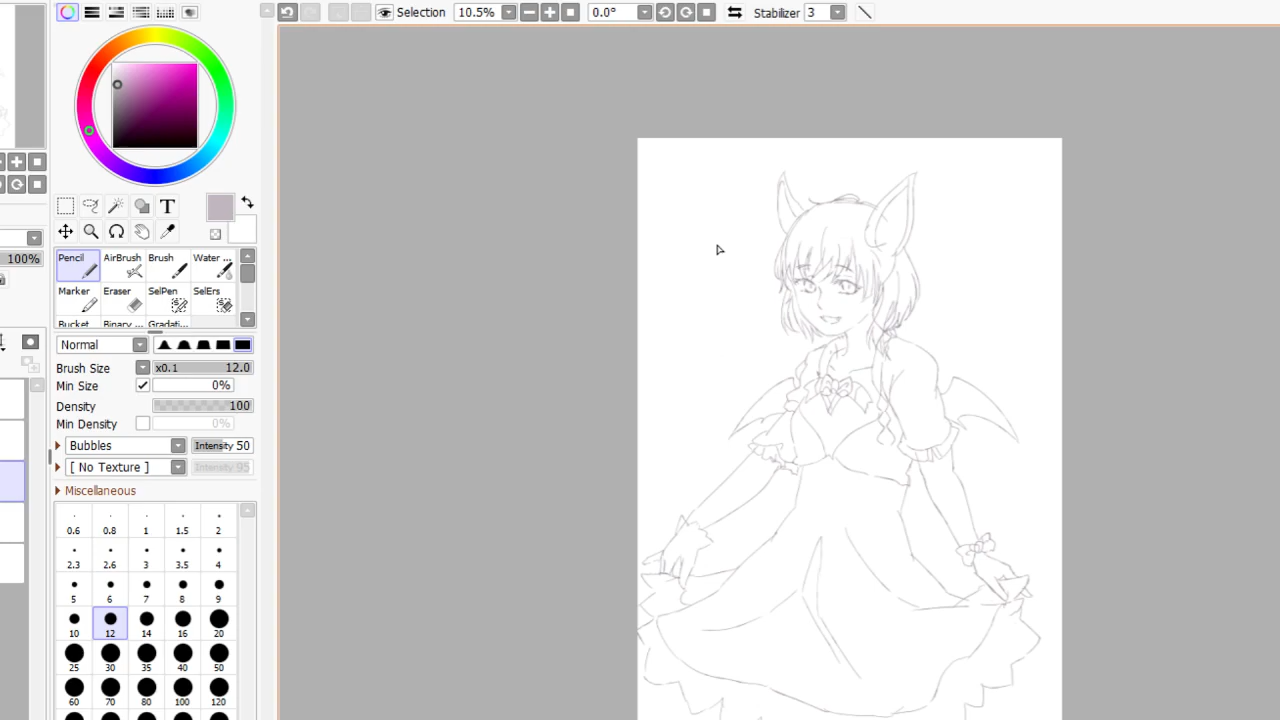 Selection 10.5% 0.0° Stabilizer 3
T
100%
Pencil AirBrush Brush Water ...
Marker Eraser SelPen SelErs
Bucket Binary ... Gradati...
Normal
Brush Size x0.1 12.0
Min Size 0%
Density 100
Min Density 0%
Bubbles Intensity 50
[ No Texture ] Intensity 95
Miscellaneous
0.6 0.8 1 1.5 2
2.3 2.6 3 3.5 4
5 6 7 8 9
10 12 14 16 20
25 30 35 40 50
60 70 80 100 120